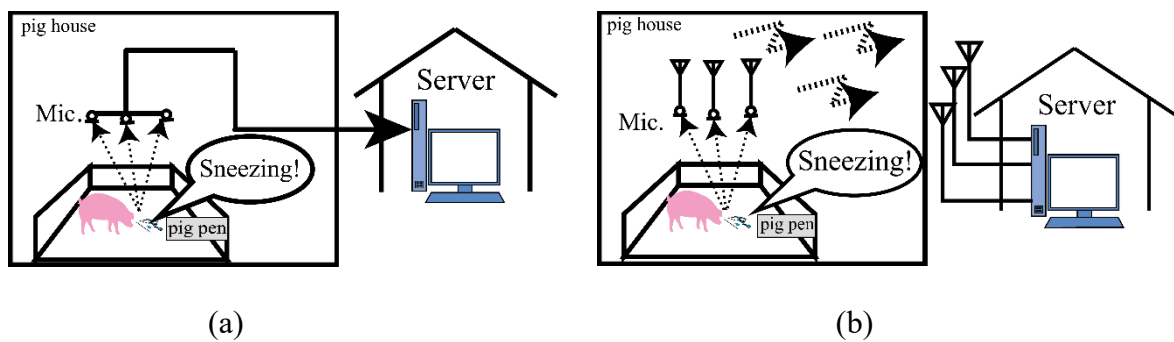 pig house
Server
Mic.
Sneezing!
pig pen
(a)
pig house
Server
Mic.
Sneezing!
pig pen
(b)